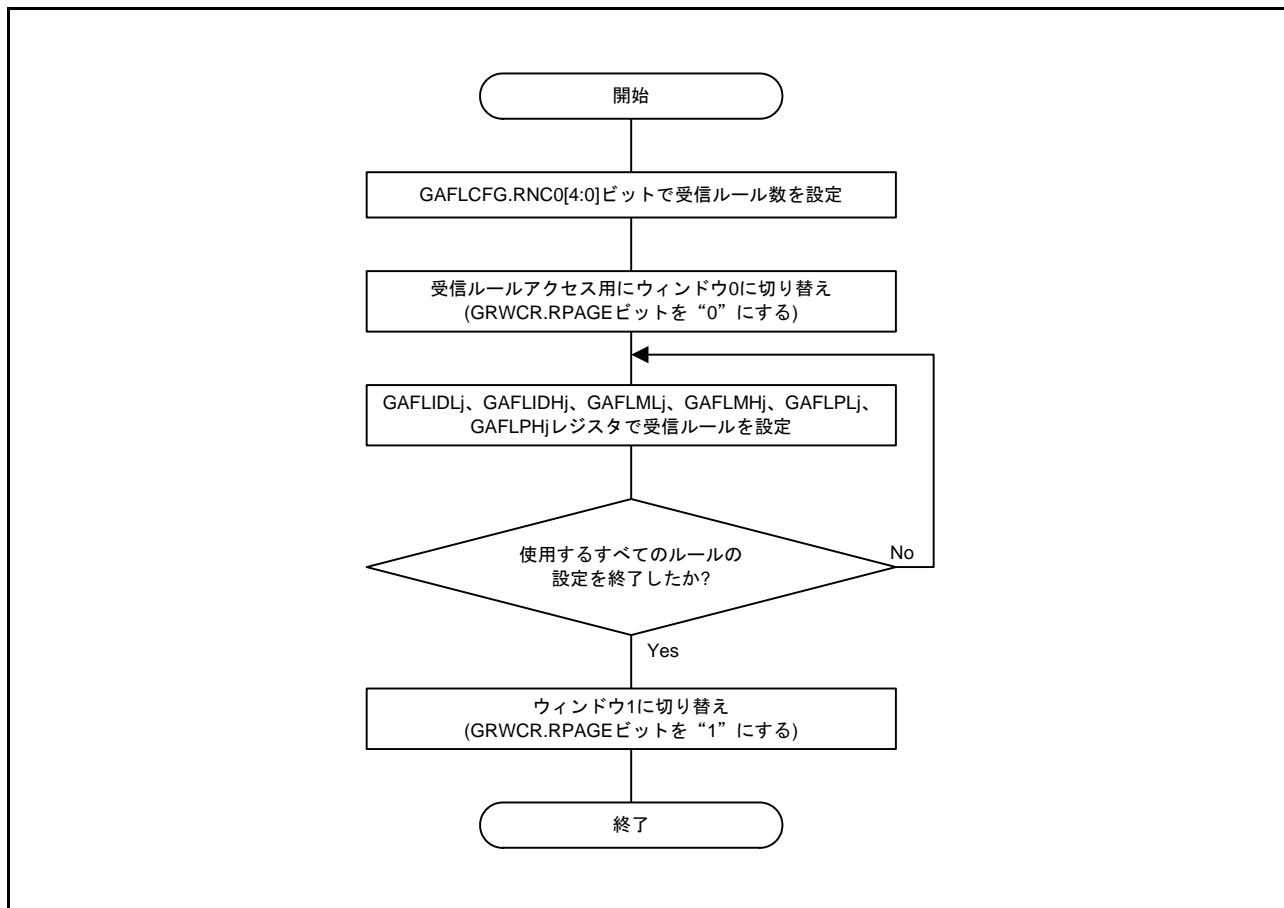 開始
GAFLCFG.RNC0[4:0]ビットで受信ルール数を設定
受信ルールアクセス用にウィンドウ0に切り替え
(GRWCR.RPAGEビットを“0”にする)
GAFLIDLj、GAFLIDHj、GAFLMLj、GAFLMHj、GAFLPLj、
GAFLPHjレジスタで受信ルールを設定
使用するすべてのルールの
設定を終了したか?
No
Yes
ウィンドウ1に切り替え
(GRWCR.RPAGEビットを“1”にする)
終了